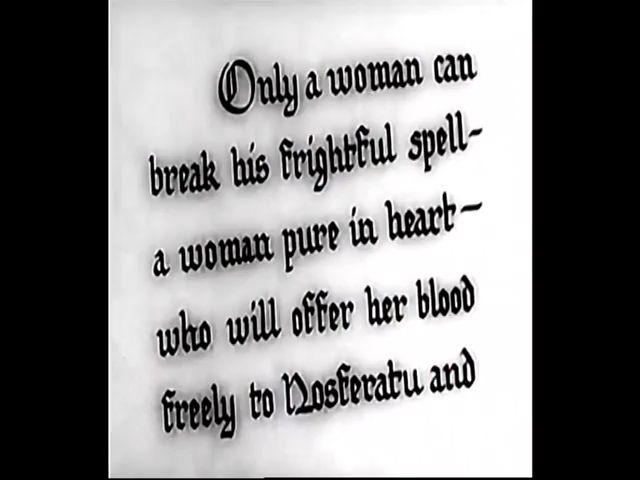 Only a woman can
break his frightful spell-
a woman pure in heart-
who will offer her blood
freely to Nosferatu and